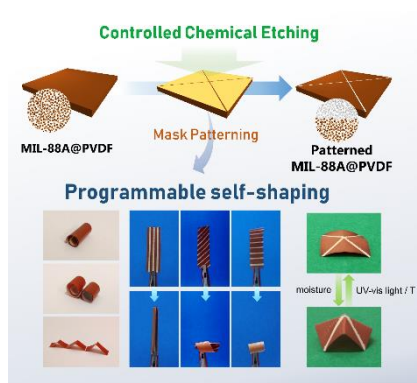 Controlled Chemical Etching
MIL-88A@PVDF
Mask Patterning
Patterned
MIL-88A@PVDF
Programmable self-shaping
moisture
UV-vis light / T